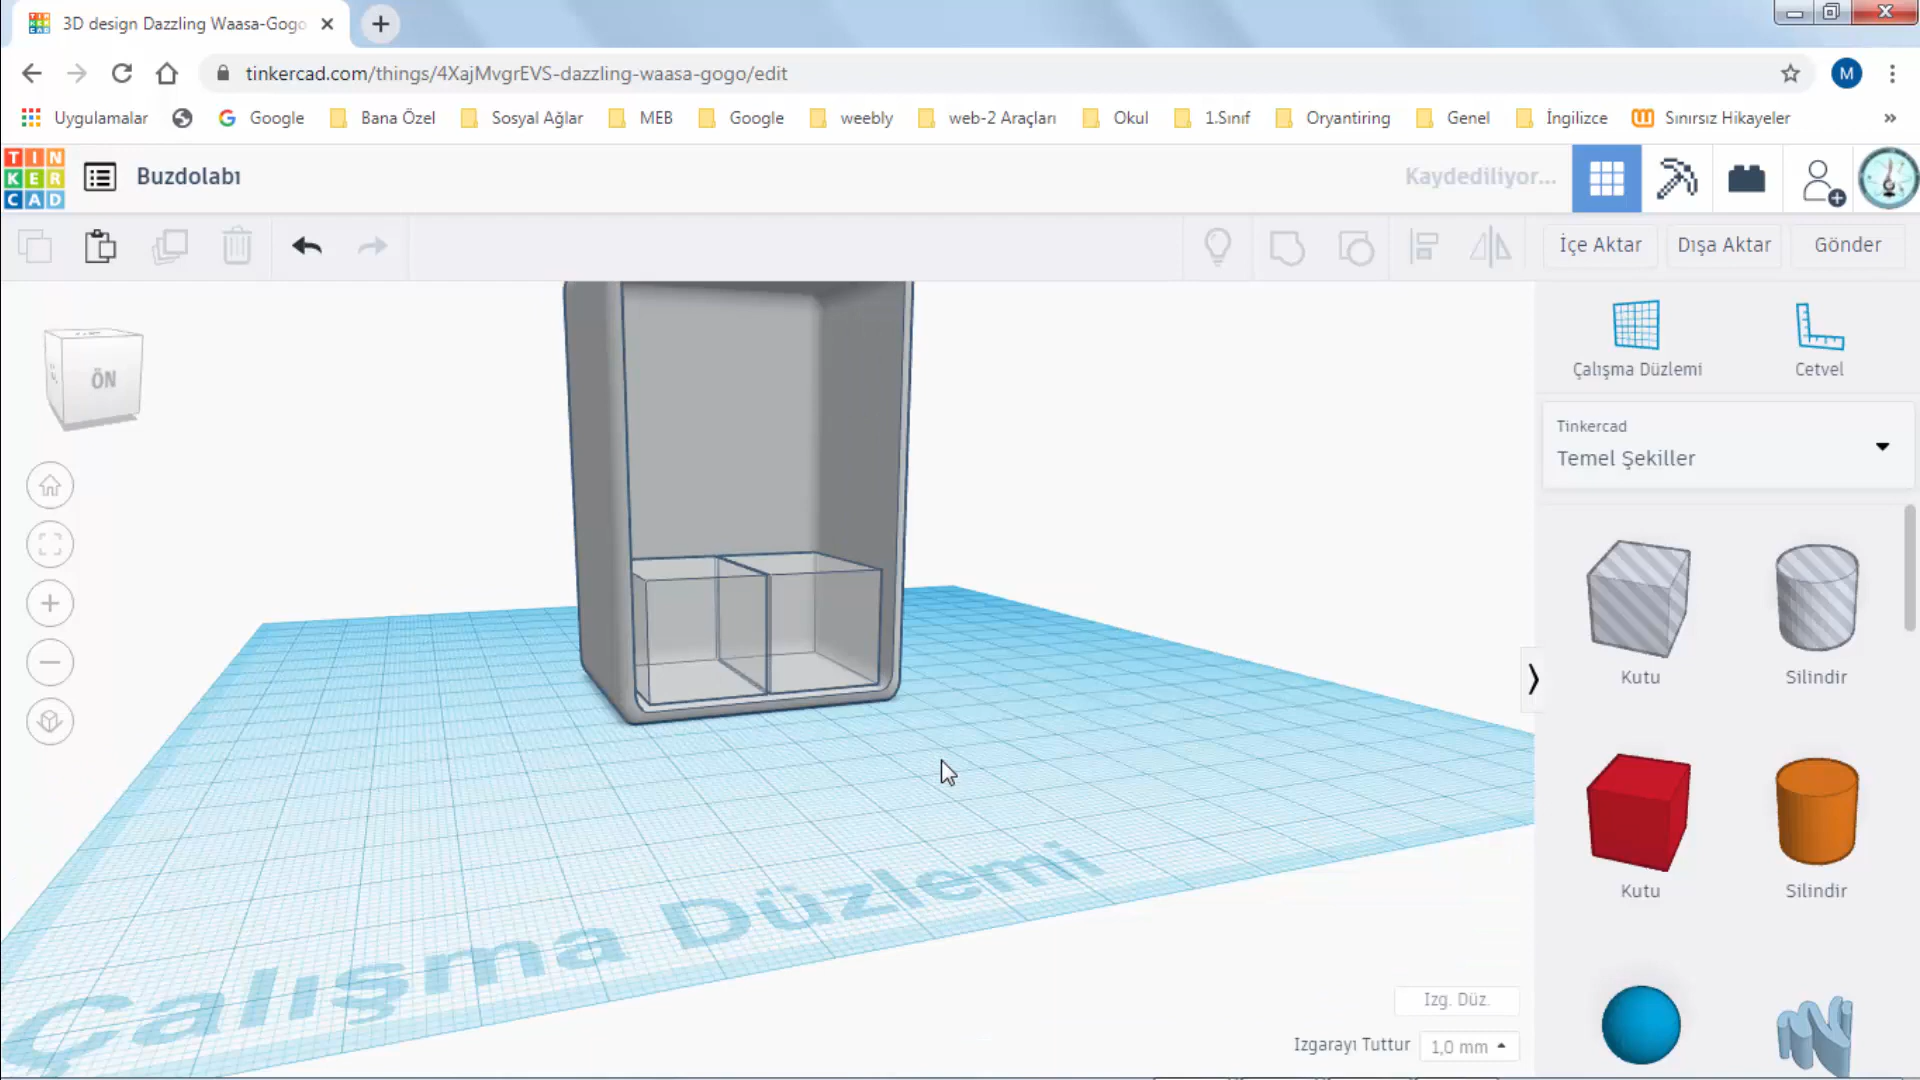 3D design Dazzling Waasa-Gogo
tinkercad.com/things/4XajMvgrEVS-dazzling-waasa-gogo/edit
M
Uygulamalar
Google
Bana Özel
Sosyal Ağlar
MEB
Google
weebly
web-2 Araçları
Okul
1.Sınıf
Oryantiring
Genel
İngilizce
Sınırsız Hikayeler
TIN
KER
CAD
Buzdolabı
Kaydediliyor...
İçe Aktar
Dışa Aktar
Gönder
ÖN
Çalışma Düzlemi
Cetvel
Tinkercad
Temel Şekiller
Kutu
Silindir
Kutu
Silindir
Çalışma Düzlemi
Izg. Düz.
Izgarayı Tuttur
1,0 mm